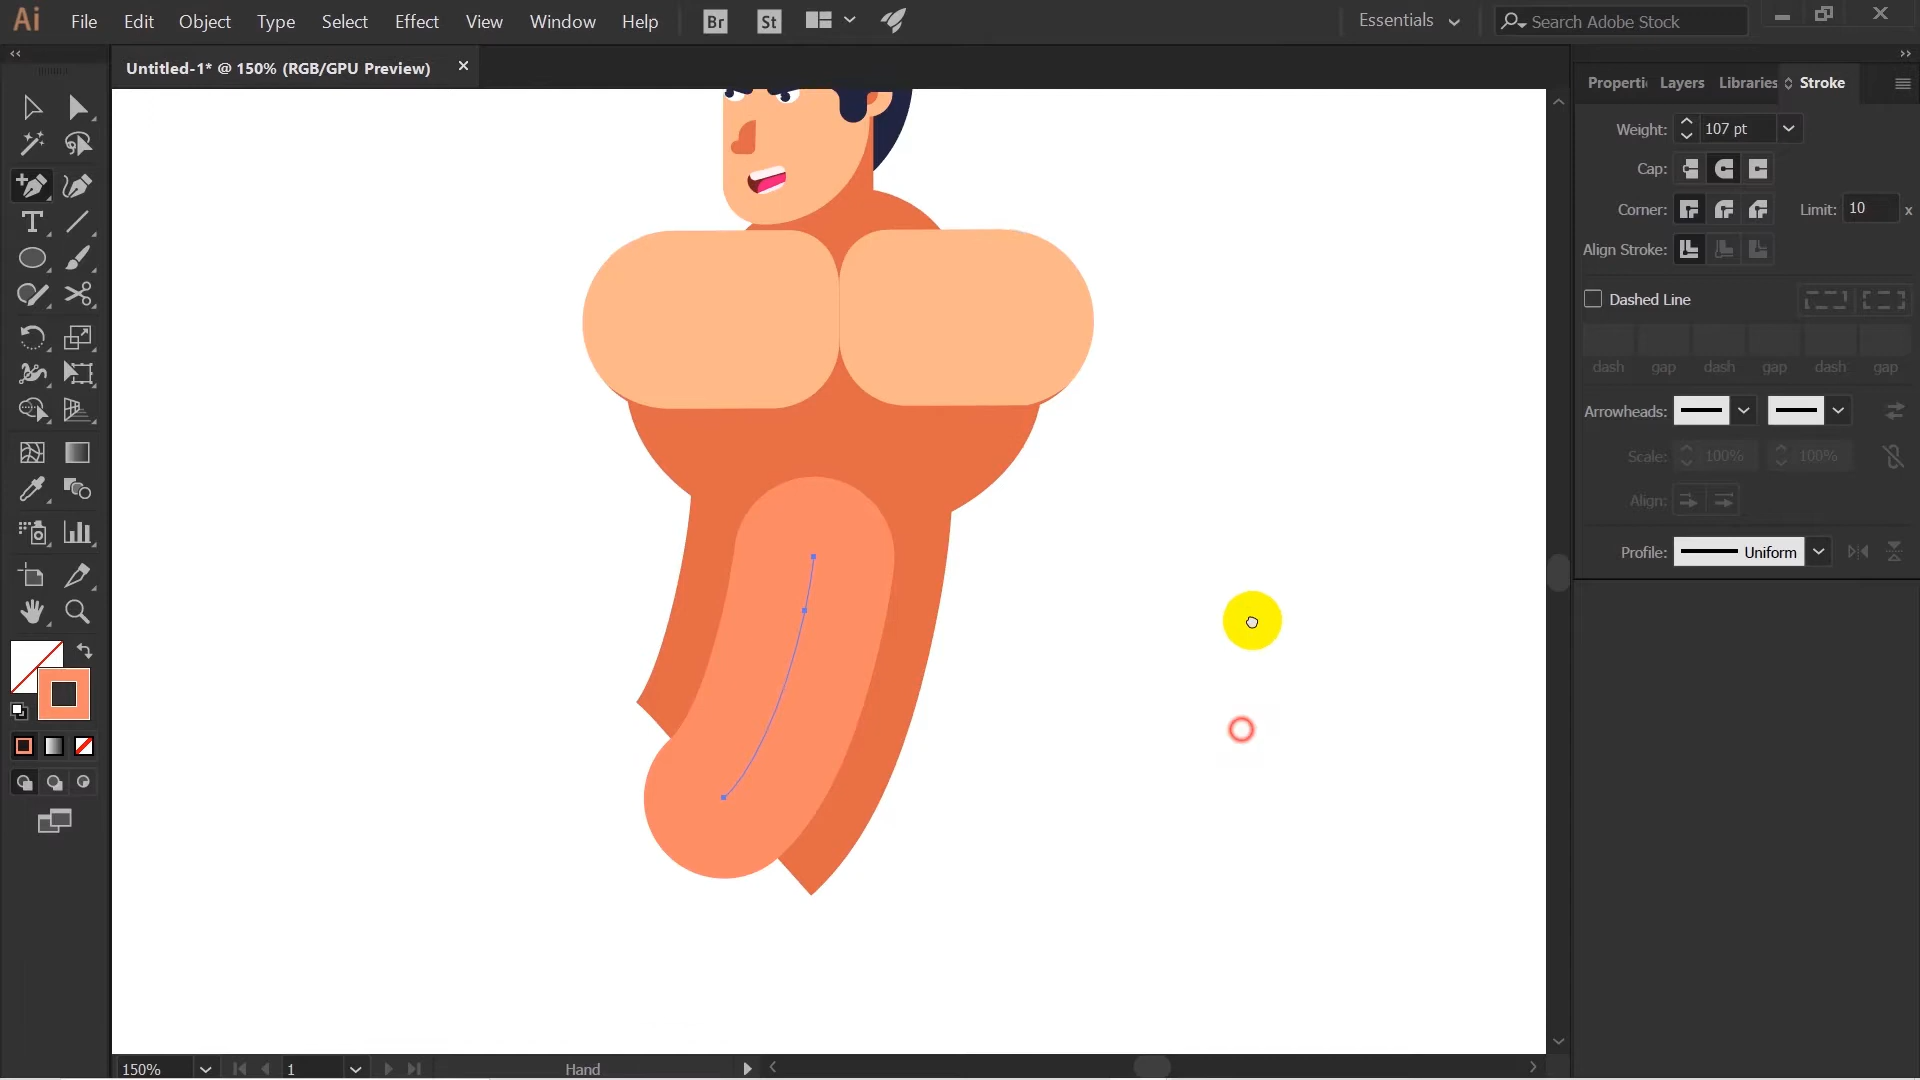 Ai File Edit Object Type Select Effect View Window Help Br St Essentials Search Adobe Stock
Untitled-1* @ 150% (RGB/GPU Preview)
Properti Layers Libraries Stroke
Weight: 107 pt
Cap:
Corner: Limit: 10 x
Align Stroke:
Dashed Line
dash gap dash gap dash gap
Arrowheads:
Scale: 100% 100%
Align:
Profile: Uniform
T
150% 1 Hand